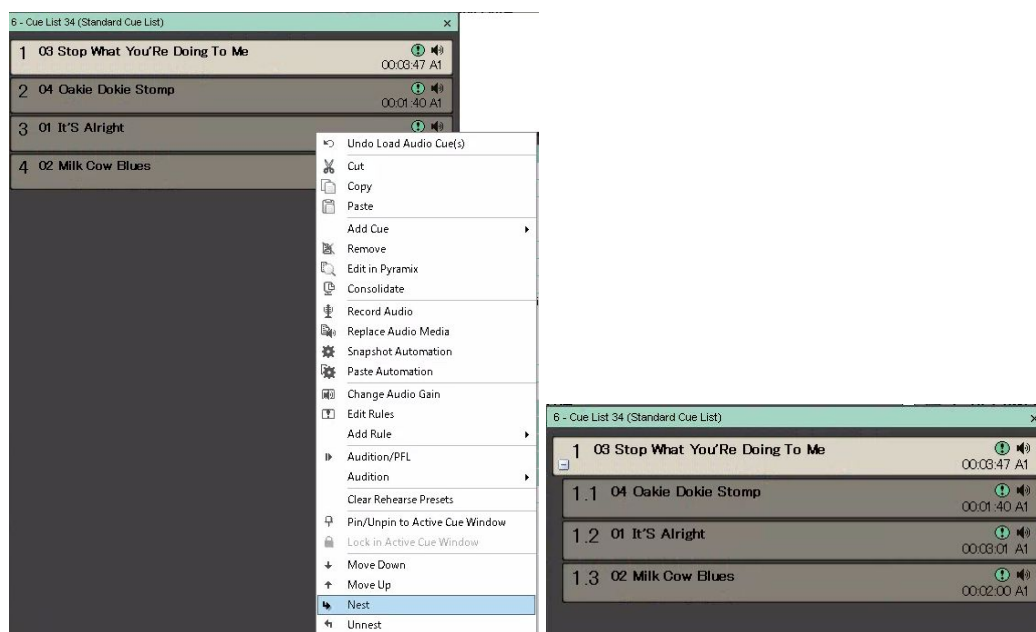 6 - Cue List 34 (Standard Cue List)
1 03 Stop What You'Re Doing To Me
00:03:47 A1
2 04 Oakie Dokie Stomp
00:01:40 A1
3 01 It'S Alright
4 02 Milk Cow Blues
Undo Load Audio Cue(s)
Cut
Copy
Paste
Add Cue
Remove
Edit in Pyramix
Consolidate
Record Audio
Replace Audio Media
Snapshot Automation
Paste Automation
Change Audio Gain
Edit Rules
Add Rule
Audition/PFL
Audition
Clear Rehearse Presets
Pin/Unpin to Active Cue Window
Lock in Active Cue Window
Move Down
Move Up
Nest
Unnest
6 - Cue List 34 (Standard Cue List)
1 03 Stop What You'Re Doing To Me
00:03:47 A1
1.1 04 Oakie Dokie Stomp
00:01:40 A1
1.2 01 It'S Alright
00:03:01 A1
1.3 02 Milk Cow Blues
00:02:00 A1